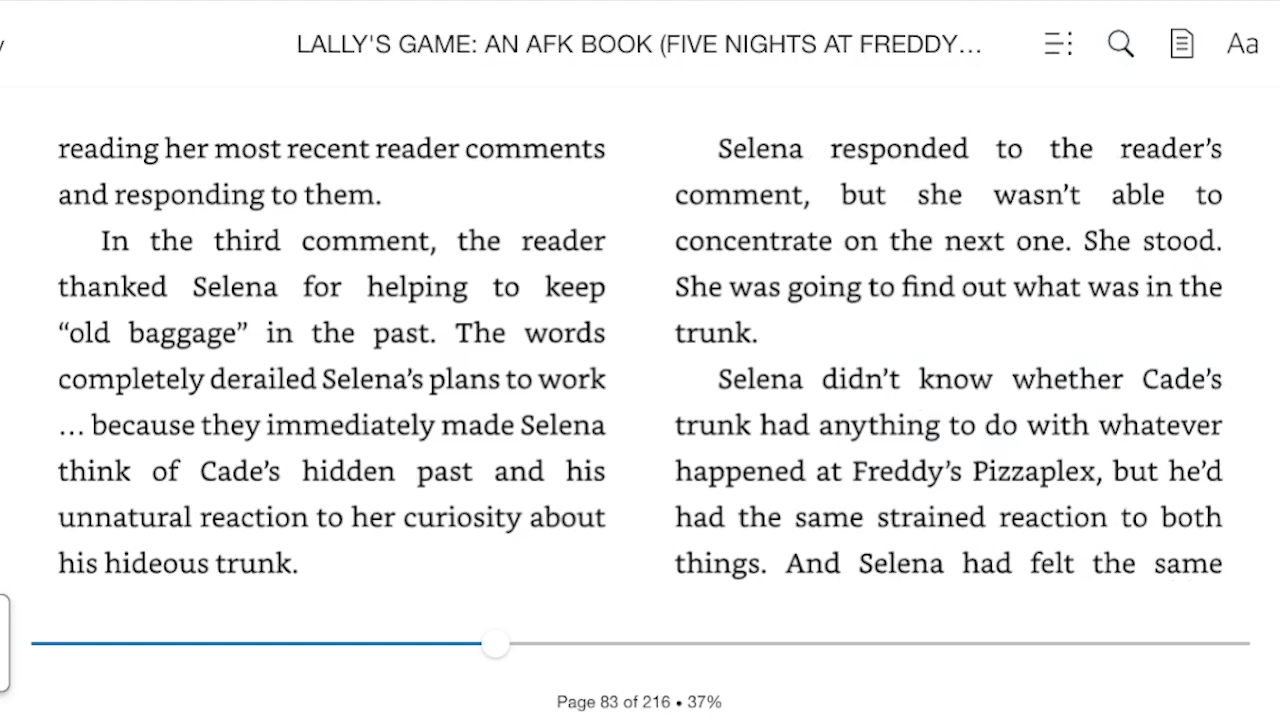 LALLY'S GAME: AN AFK BOOK (FIVE NIGHTS AT FREDDY…
Aa
reading her most recent reader comments
and responding to them.
In the third comment, the reader
thanked Selena for helping to keep
“old baggage” in the past. The words
completely derailed Selena’s plans to work
… because they immediately made Selena
think of Cade’s hidden past and his
unnatural reaction to her curiosity about
his hideous trunk.
Selena responded to the reader’s
comment, but she wasn’t able to
concentrate on the next one. She stood.
She was going to find out what was in the
trunk.
Selena didn’t know whether Cade’s
trunk had anything to do with whatever
happened at Freddy’s Pizzaplex, but he’d
had the same strained reaction to both
things. And Selena had felt the same
Page 83 of 216 • 37%